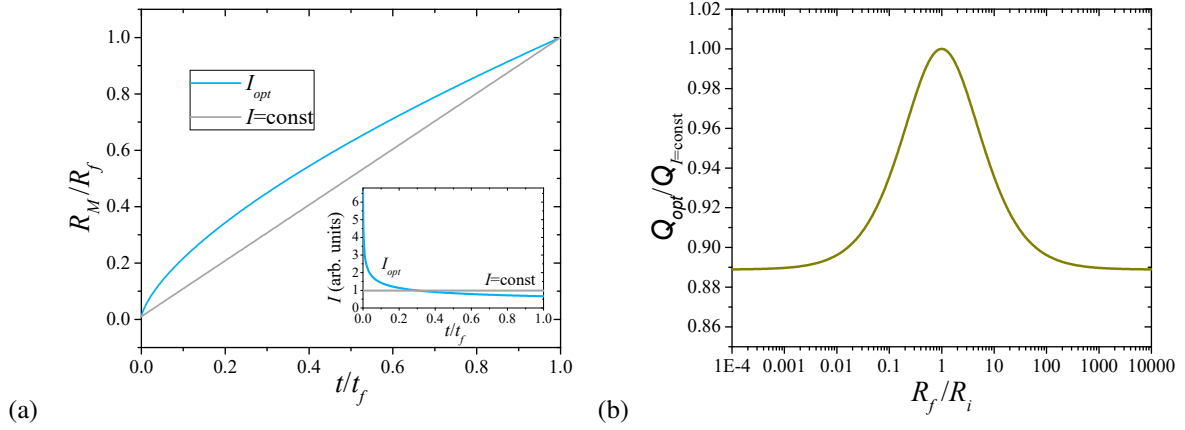 R_M/R_f
1.0
0.8
0.6
0.4
0.2
0.0
I_opt
I=const
I (arb. units)
6
5
4
3
2
1
0
I_opt
I=const
0.0 0.2 0.4 0.6 0.8 1.0
t/t_f
0.0 0.2 0.4 0.6 0.8 1.0
t/t_f
(a)
Q_opt/Q_I=const
1.02
1.00
0.98
0.96
0.94
0.92
0.90
0.88
0.86
1E-4 0.001 0.01 0.1 1 10 100 1000 10000
R_f/R_i
(b)